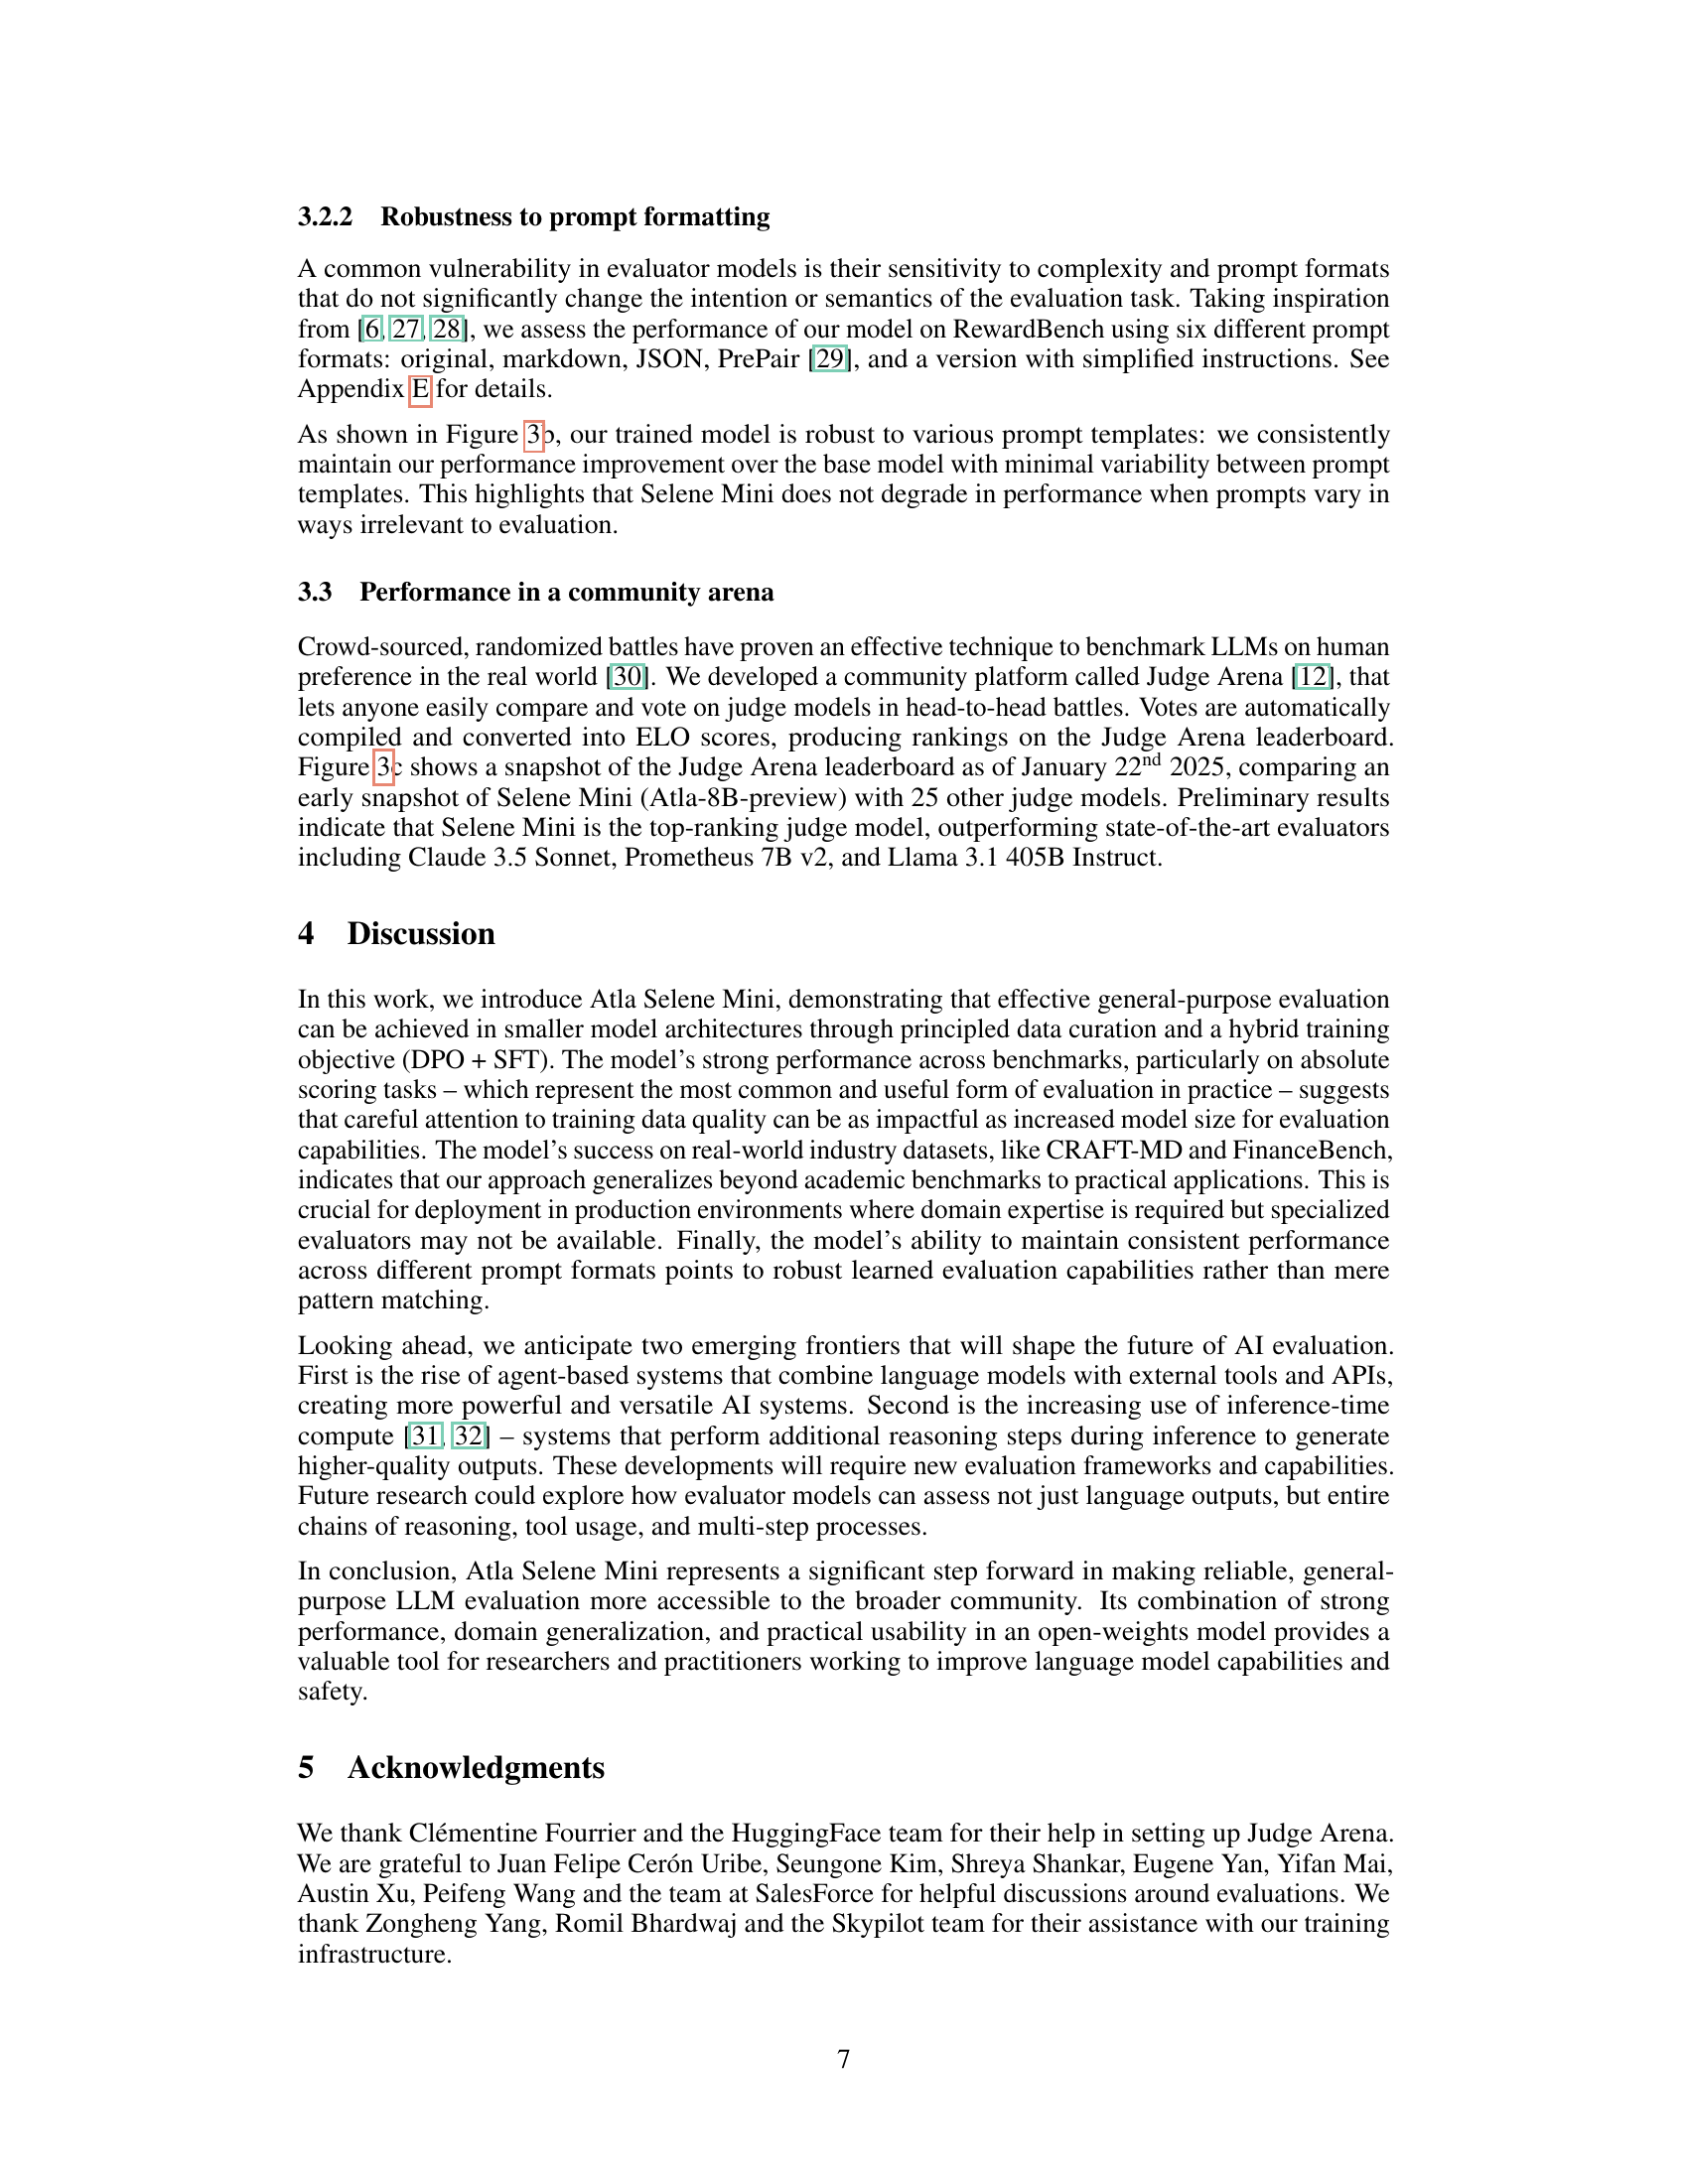 3.2.2 Robustness to prompt formatting
A common vulnerability in evaluator models is their sensitivity to complexity and prompt formats
that do not significantly change the intention or semantics of the evaluation task. Taking inspiration
from [6, 27, 28], we assess the performance of our model on RewardBench using six different prompt
formats: original, markdown, JSON, PrePair [29], and a version with simplified instructions. See
Appendix E for details.
As shown in Figure 3b, our trained model is robust to various prompt templates: we consistently
maintain our performance improvement over the base model with minimal variability between prompt
templates. This highlights that Selene Mini does not degrade in performance when prompts vary in
ways irrelevant to evaluation.
3.3 Performance in a community arena
Crowd-sourced, randomized battles have proven an effective technique to benchmark LLMs on human
preference in the real world [30]. We developed a community platform called Judge Arena [12], that
lets anyone easily compare and vote on judge models in head-to-head battles. Votes are automatically
compiled and converted into ELO scores, producing rankings on the Judge Arena leaderboard.
Figure 3c shows a snapshot of the Judge Arena leaderboard as of January 22nd 2025, comparing an
early snapshot of Selene Mini (Atla-8B-preview) with 25 other judge models. Preliminary results
indicate that Selene Mini is the top-ranking judge model, outperforming state-of-the-art evaluators
including Claude 3.5 Sonnet, Prometheus 7B v2, and Llama 3.1 405B Instruct.
4 Discussion
In this work, we introduce Atla Selene Mini, demonstrating that effective general-purpose evaluation
can be achieved in smaller model architectures through principled data curation and a hybrid training
objective (DPO + SFT). The model's strong performance across benchmarks, particularly on absolute
scoring tasks – which represent the most common and useful form of evaluation in practice – suggests
that careful attention to training data quality can be as impactful as increased model size for evaluation
capabilities. The model's success on real-world industry datasets, like CRAFT-MD and FinanceBench,
indicates that our approach generalizes beyond academic benchmarks to practical applications. This is
crucial for deployment in production environments where domain expertise is required but specialized
evaluators may not be available. Finally, the model's ability to maintain consistent performance
across different prompt formats points to robust learned evaluation capabilities rather than mere
pattern matching.
Looking ahead, we anticipate two emerging frontiers that will shape the future of AI evaluation.
First is the rise of agent-based systems that combine language models with external tools and APIs,
creating more powerful and versatile AI systems. Second is the increasing use of inference-time
compute [31, 32] – systems that perform additional reasoning steps during inference to generate
higher-quality outputs. These developments will require new evaluation frameworks and capabilities.
Future research could explore how evaluator models can assess not just language outputs, but entire
chains of reasoning, tool usage, and multi-step processes.
In conclusion, Atla Selene Mini represents a significant step forward in making reliable, general-
purpose LLM evaluation more accessible to the broader community. Its combination of strong
performance, domain generalization, and practical usability in an open-weights model provides a
valuable tool for researchers and practitioners working to improve language model capabilities and
safety.
5 Acknowledgments
We thank Clémentine Fourrier and the HuggingFace team for their help in setting up Judge Arena.
We are grateful to Juan Felipe Cerón Uribe, Seungone Kim, Shreya Shankar, Eugene Yan, Yifan Mai,
Austin Xu, Peifeng Wang and the team at SalesForce for helpful discussions around evaluations. We
thank Zongheng Yang, Romil Bhardwaj and the Skypilot team for their assistance with our training
infrastructure.
7